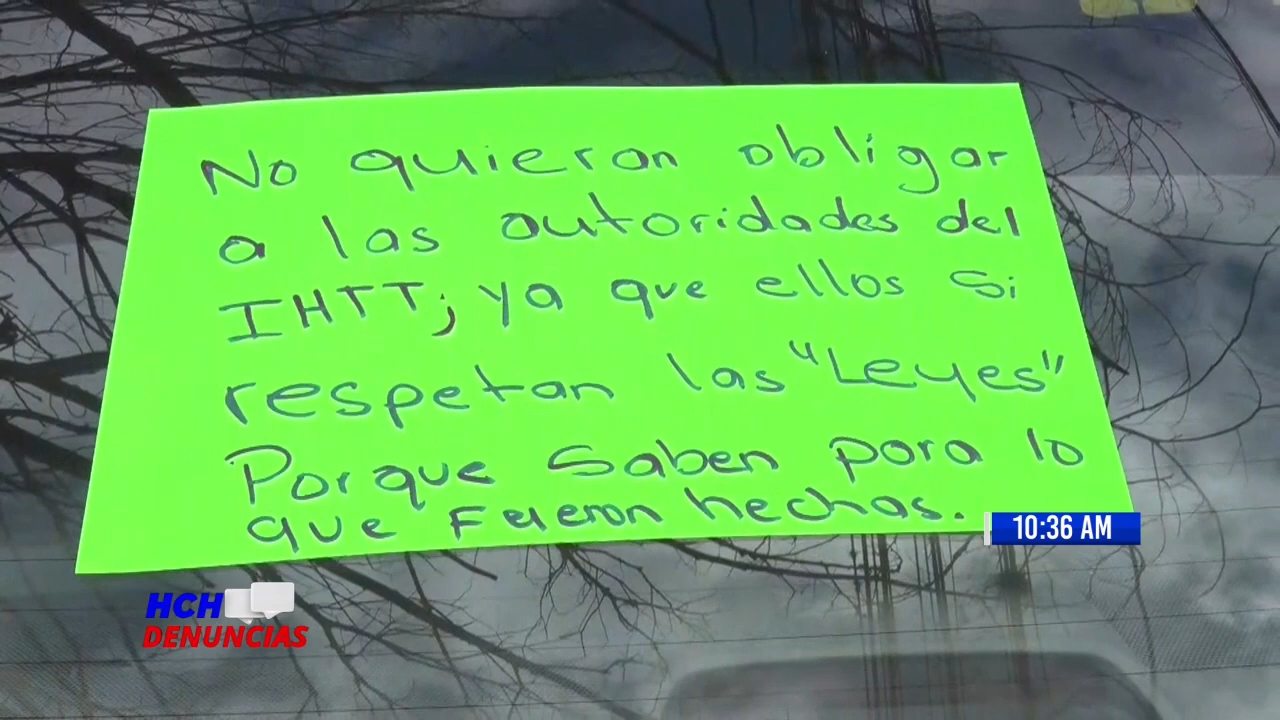 No quieran obligar
a las autoridades del
IHTT; ya que ellos si
respetan las "Leyes"
Porque saben para lo
que Fueron hechas.
10:36 AM
HCH
DENUNCIAS